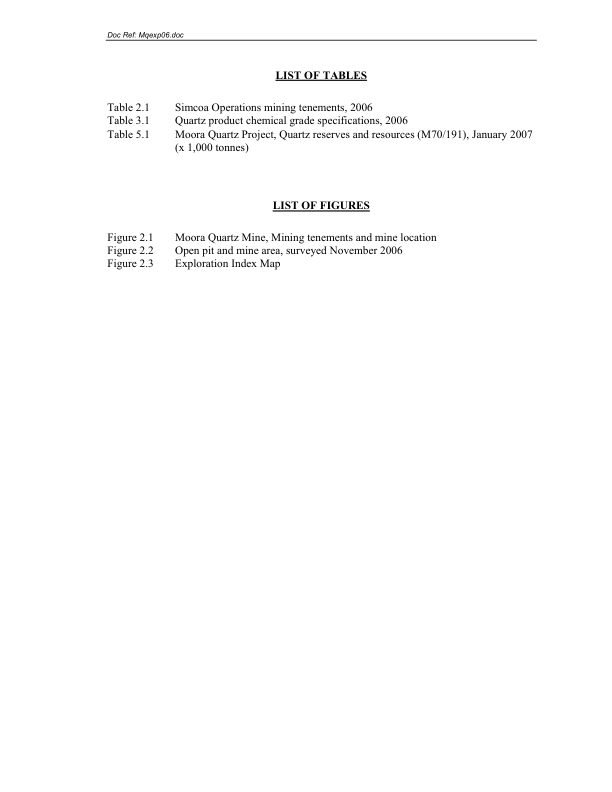 Doc Ref: Mqexp06.doc
LIST OF TABLES
Table 2.1 Simcoa Operations mining tenements, 2006
Table 3.1 Quartz product chemical grade specifications, 2006
Table 5.1 Moora Quartz Project, Quartz reserves and resources (M70/191), January 2007
(x 1,000 tonnes)
LIST OF FIGURES
Figure 2.1 Moora Quartz Mine, Mining tenements and mine location
Figure 2.2 Open pit and mine area, surveyed November 2006
Figure 2.3 Exploration Index Map